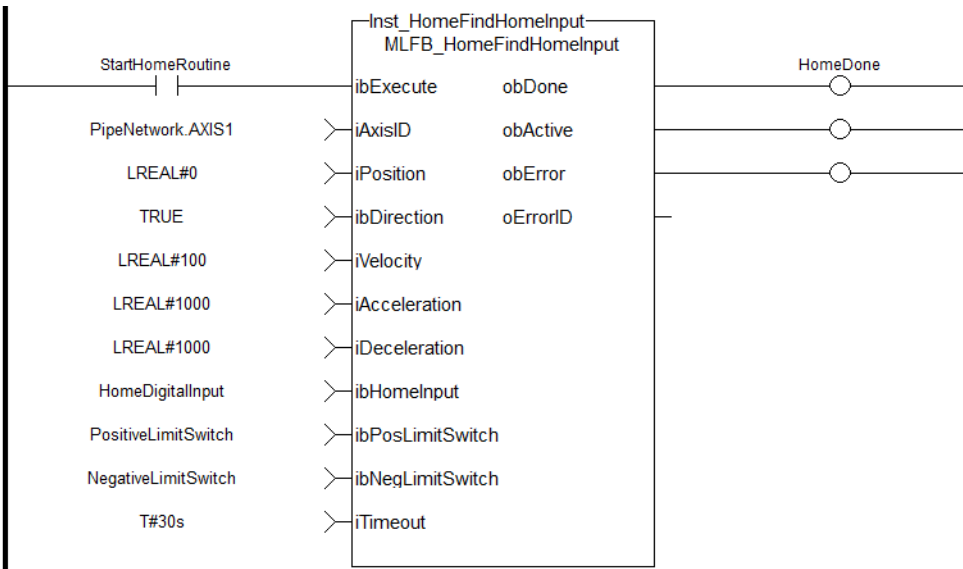 Inst_HomeFindHomeInput
MLFB_HomeFindHomeInput
StartHomeRoutine
HomeDone
ibExecute obDone
PipeNetwork.AXIS1 iAxisID obActive
LREAL#0 iPosition obError
TRUE ibDirection oErrorID
LREAL#100 iVelocity
LREAL#1000 iAcceleration
LREAL#1000 iDeceleration
HomeDigitalInput ibHomeInput
PositiveLimitSwitch ibPosLimitSwitch
NegativeLimitSwitch ibNegLimitSwitch
T#30s iTimeout